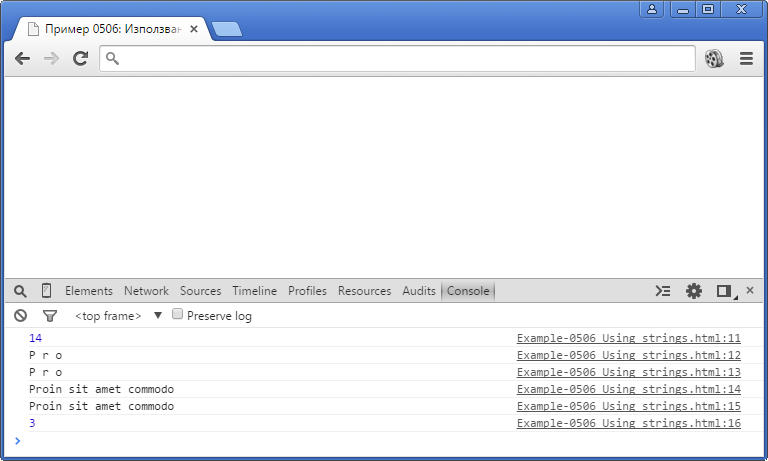 Пример 0506: Използван
Elements Network Sources Timeline Profiles Resources Audits Console
<top frame> Preserve log
14 Example-0506 Using strings.html:11
P r o Example-0506 Using strings.html:12
P r o Example-0506 Using strings.html:13
Proin sit amet commodo Example-0506 Using strings.html:14
Proin sit amet commodo Example-0506 Using strings.html:15
3 Example-0506 Using strings.html:16